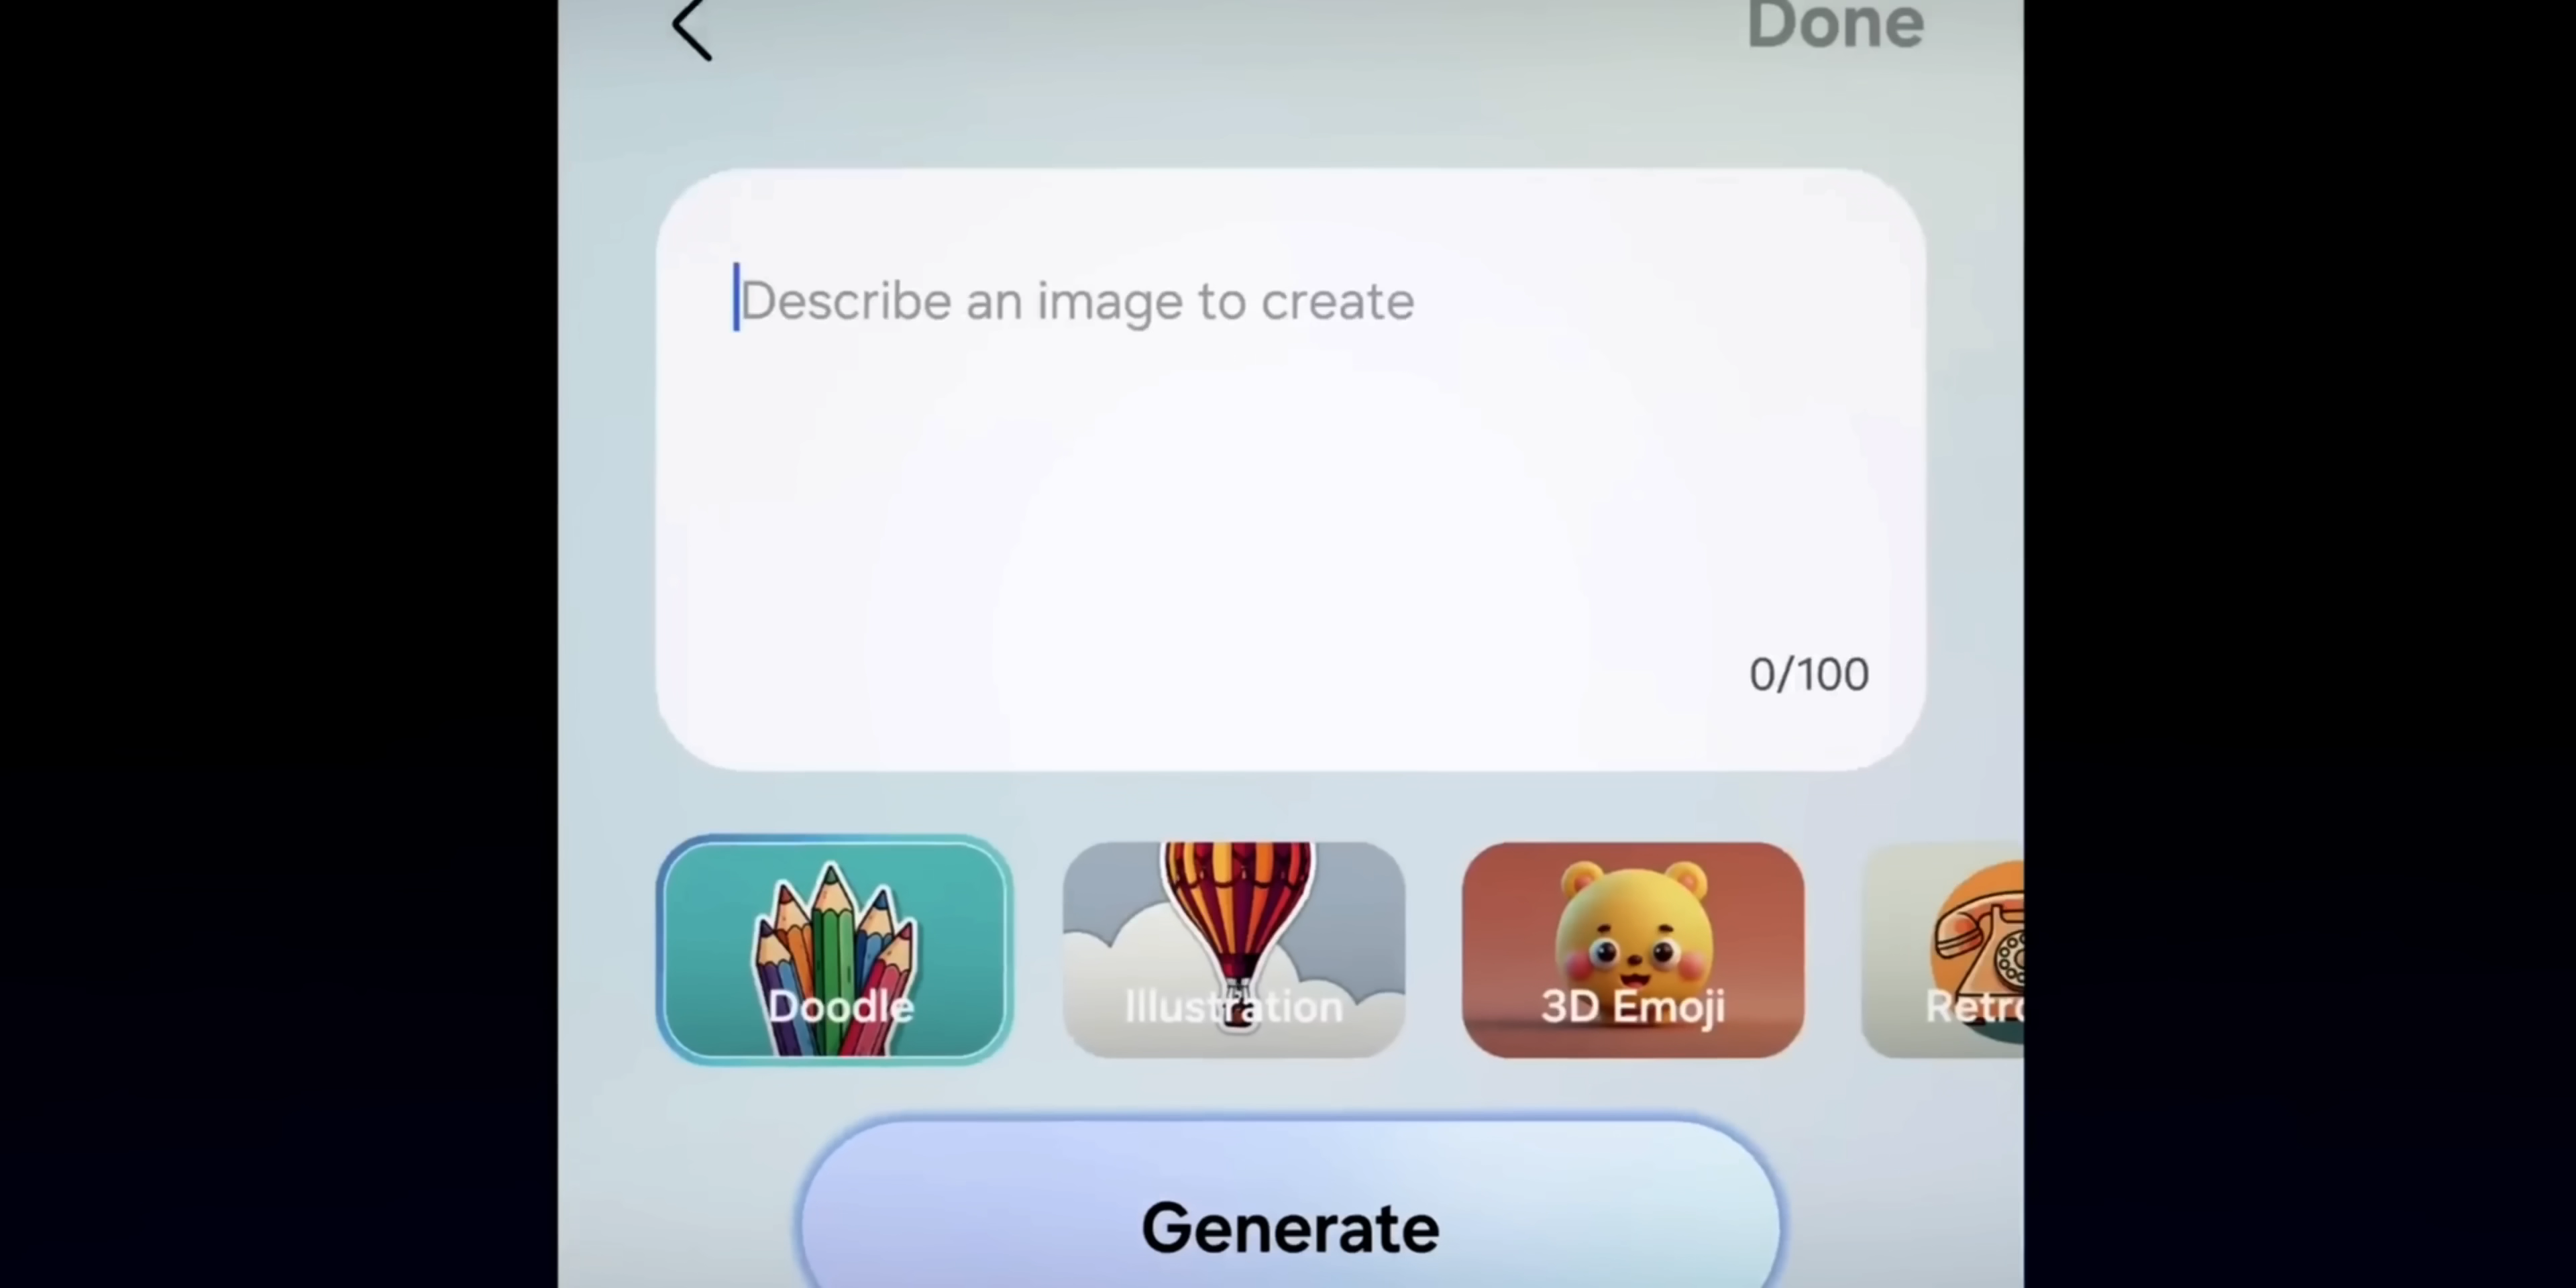 Done
Describe an image to create
0/100
Doodle
Illustration
3D Emoji
Generate